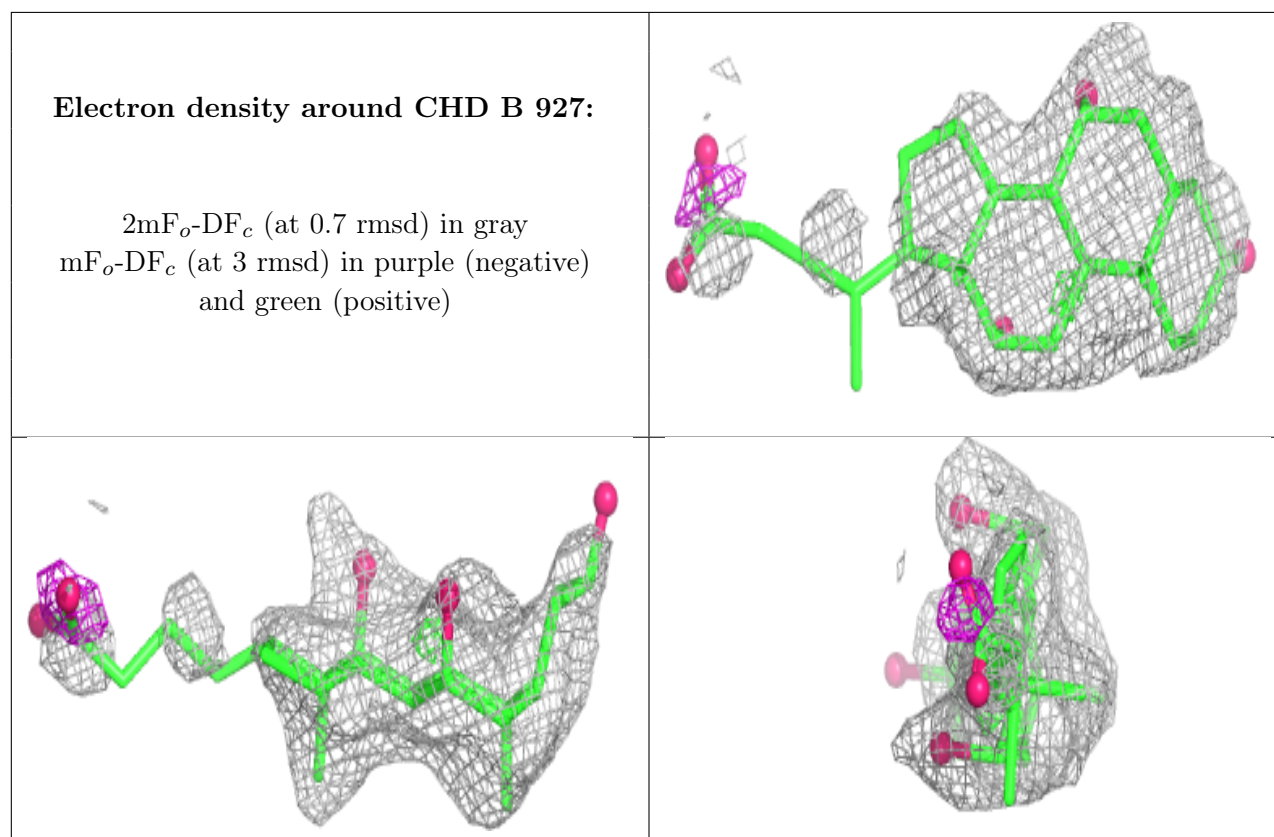 Electron density around CHD B 927:
2mFo-DFc (at 0.7 rmsd) in gray
mFo-DFc (at 3 rmsd) in purple (negative)
and green (positive)